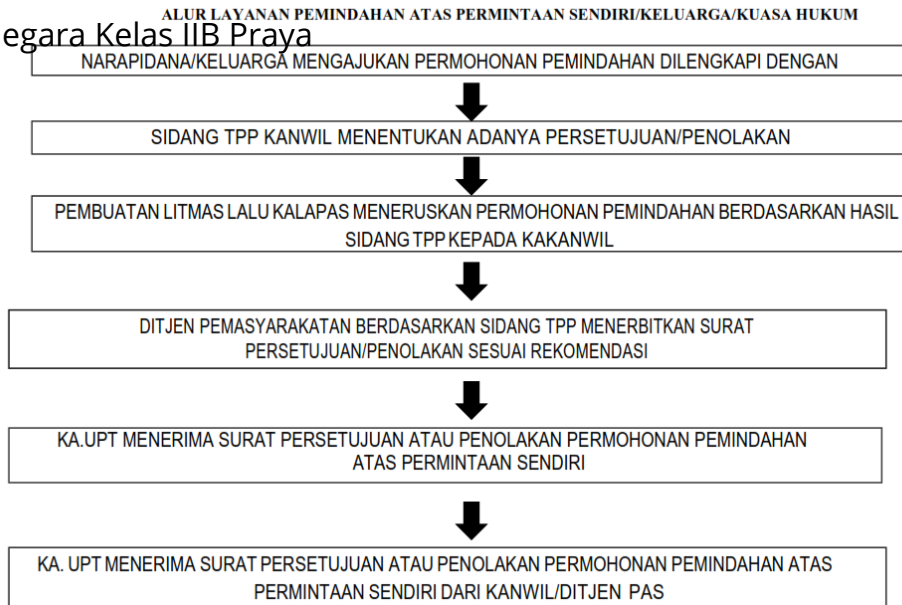 ALUR LAYANAN PEMINDAHAN ATAS PERMINTAAN SENDIRI/KELUARGA/KUASA HUKUM
egara Kelas IIB Praya
NARAPIDANA/KELUARGA MENGAJUKAN PERMOHONAN PEMINDAHAN DILENGKAPI DENGAN
SIDANG TPP KANWIL MENENTUKAN ADANYA PERSETUJUAN/PENOLAKAN
PEMBUATAN LITMAS LALU KALAPAS MENERUSKAN PERMOHONAN PEMINDAHAN BERDASARKAN HASIL
SIDANG TPP KEPADA KAKANWIL
DITJEN PEMASYARAKATAN BERDASARKAN SIDANG TPP MENERBITKAN SURAT
PERSETUJUAN/PENOLAKAN SESUAI REKOMENDASI
KA.UPT MENERIMA SURAT PERSETUJUAN ATAU PENOLAKAN PERMOHONAN PEMINDAHAN
ATAS PERMINTAAN SENDIRI
KA. UPT MENERIMA SURAT PERSETUJUAN ATAU PENOLAKAN PERMOHONAN PEMINDAHAN ATAS
PERMINTAAN SENDIRI DARI KANWIL/DITJEN PAS